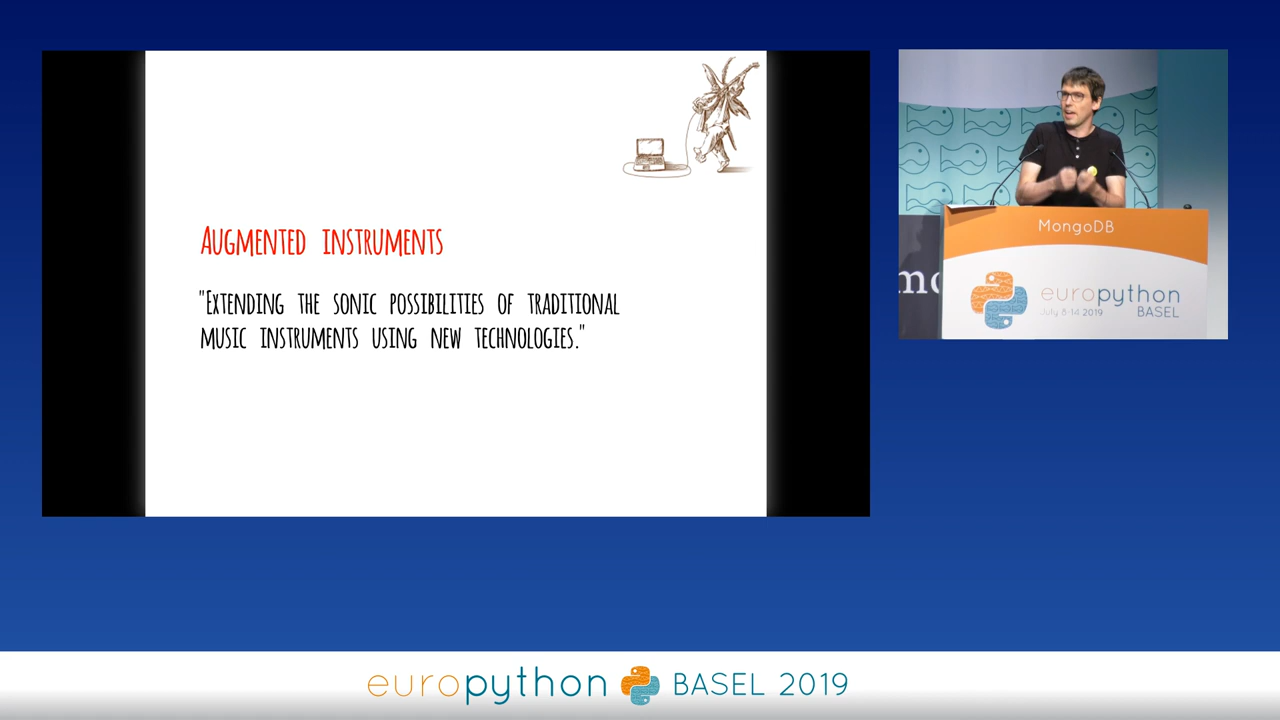 Augmented instruments
"Extending the sonic possibilities of traditional
music instruments using new technologies."
MongoDB
europython
July 8-14 2019
BASEL
europython BASEL 2019